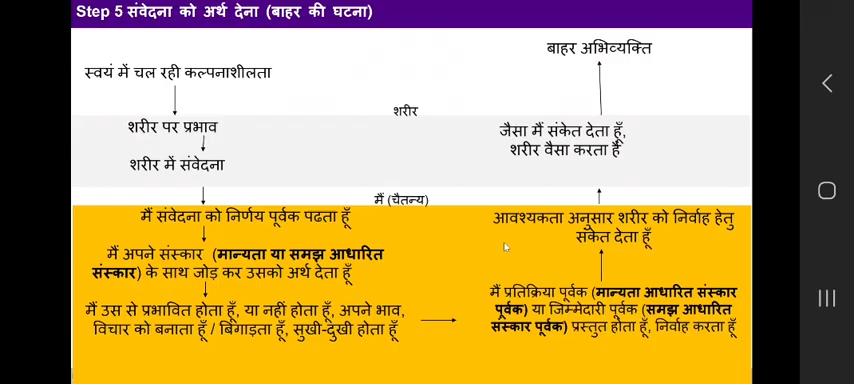 Step 5 संवेदना को अर्थ देना (बाहर की घटना)
स्वयं में चल रही कल्पनाशीलता
शरीर पर प्रभाव
शरीर में संवेदना
मैं संवेदना को निर्णय पूर्वक पढता हूँ
मैं अपने संस्कार (मान्यता या समझ आधारित
संस्कार) के साथ जोड़ कर उसको अर्थ देता हूँ
मैं उस से प्रभावित होता हूँ, या नहीं होता हूँ, अपने भाव,
विचार को बनाता हूँ / बिगाड़ता हूँ, सुखी-दुखी होता हूँ
शरीर
मैं (चैतन्य)
बाहर अभिव्यक्ति
जैसा मैं संकेत देता हूँ,
शरीर वैसा करता है
आवश्यकता अनुसार शरीर को निर्वाह हेतु
संकेत देता हूँ
मैं प्रतिक्रिया पूर्वक (मान्यता आधारित संस्कार
पूर्वक) या जिम्मेदारी पूर्वक (समझ आधारित
संस्कार पूर्वक) प्रस्तुत होता हूँ, निर्वाह करता हूँ